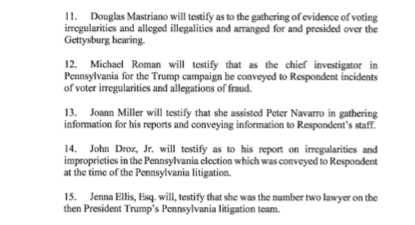 11. Douglas Mastriano will testify as to the gathering of evidence of voting
irregularities and alleged illegalities and arranged for and presided over the
Gettysburg hearing.
12. Michael Roman will testify that as the chief investigator in
Pennsylvania for the Trump campaign he conveyed to Respondent incidents
of voter irregularities and allegations of fraud.
13. Joann Miller will testify that she assisted Peter Navarro in gathering
information for his reports and conveying information to Respondent's staff.
14. John Droz, Jr. will testify as to his report on irregularities and
improprieties in the Pennsylvania election which was conveyed to Respondent
at the time of the Pennsylvania litigation.
15. Jenna Ellis, Esq. will, testify that she was the number two lawyer on the
then President Trump's Pennsylvania litigation team.